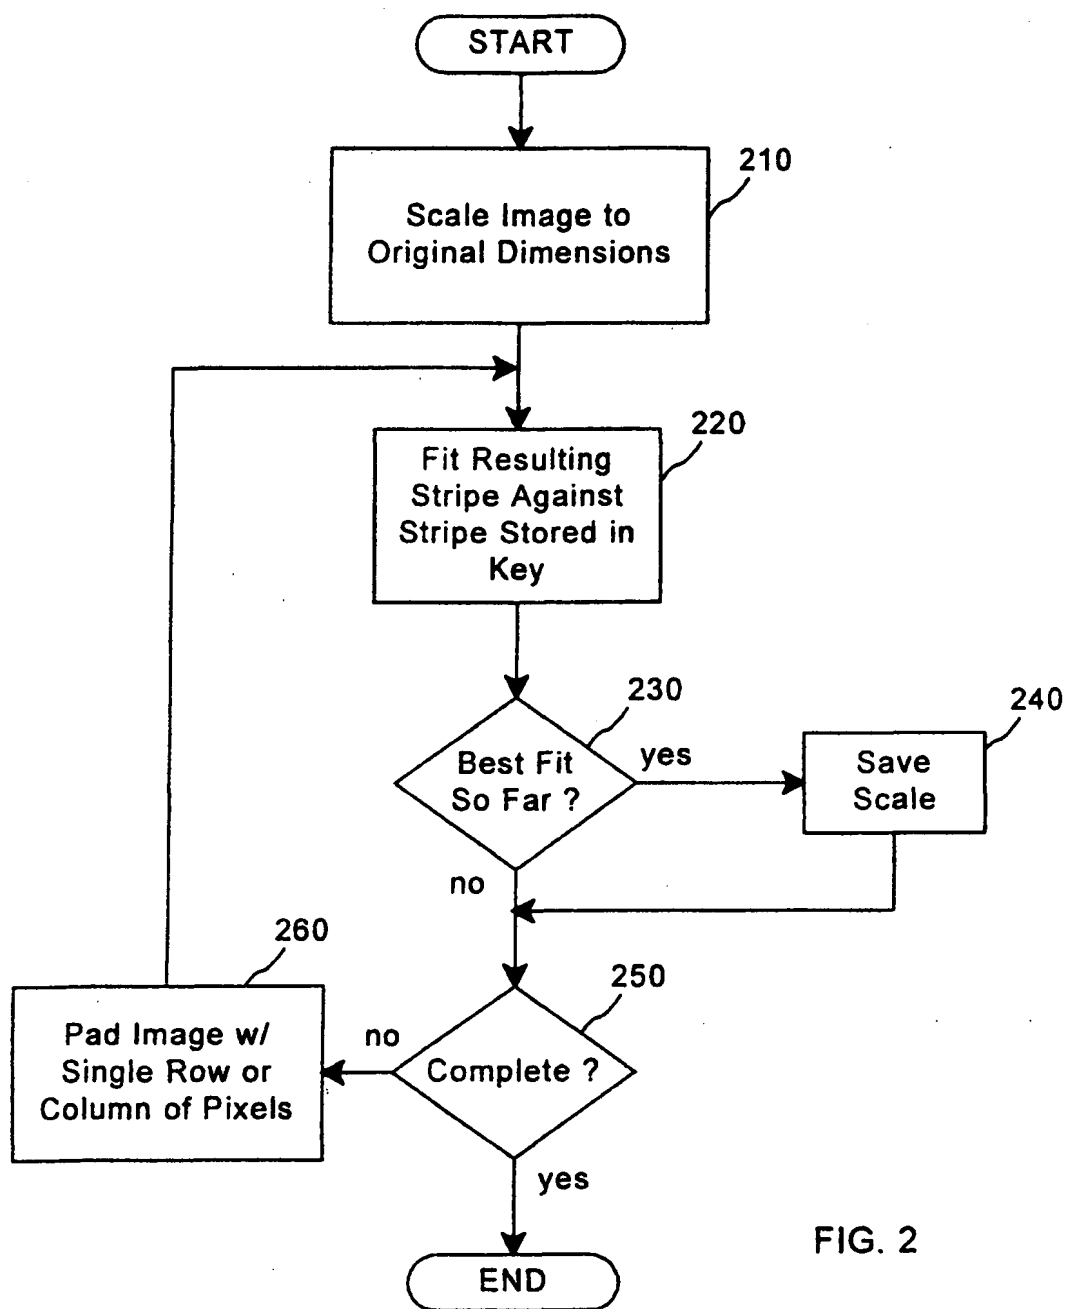 START
210
Scale Image to
Original Dimensions
220
Fit Resulting
Stripe Against
Stripe Stored in
Key
230
Best Fit
So Far ?
yes
240
Save
Scale
no
260
Pad Image w/
Single Row or
Column of Pixels
no
250
Complete ?
yes
END
FIG. 2